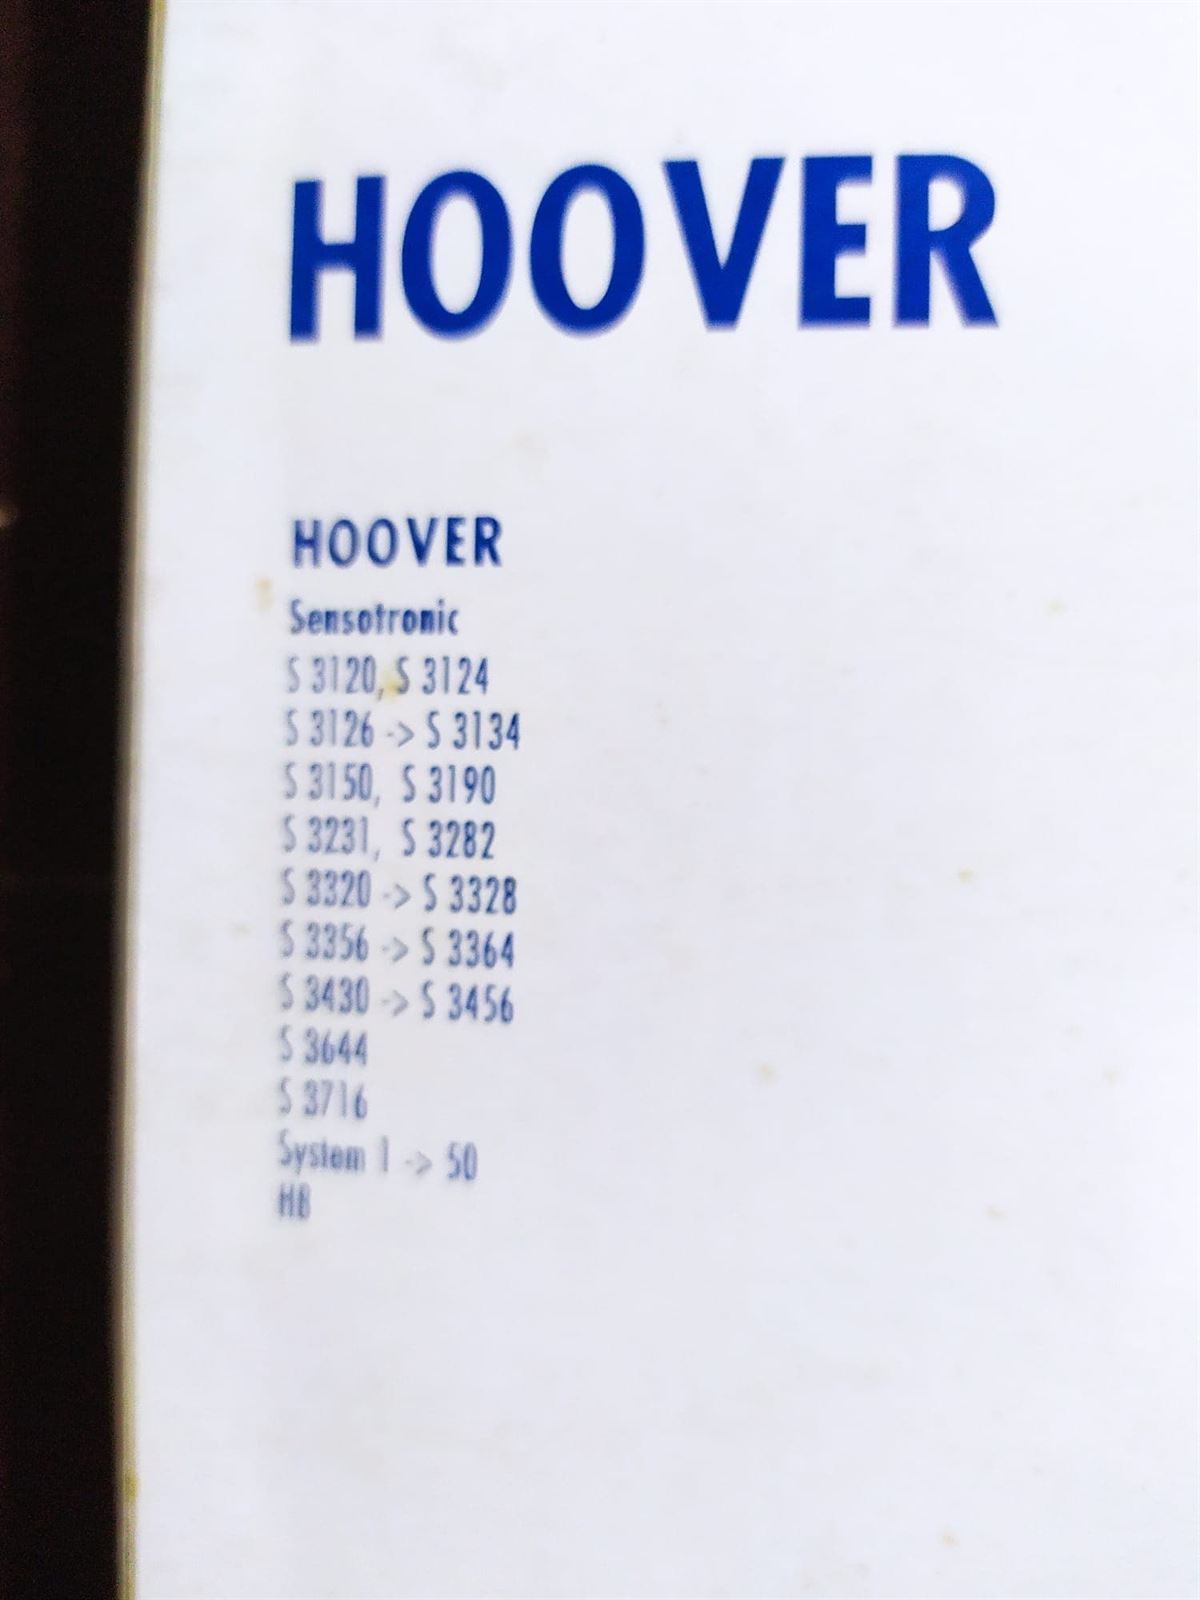 HOOVER
HOOVER
Sensotronic
S 3120, S 3124
S 3126 -> S 3134
S 3150, S 3190
S 3231, S 3282
S 3320 -> S 3328
S 3356 -> S 3364
S 3430 -> S 3456
S 3644
S 3716
System 1 -> 50
HB